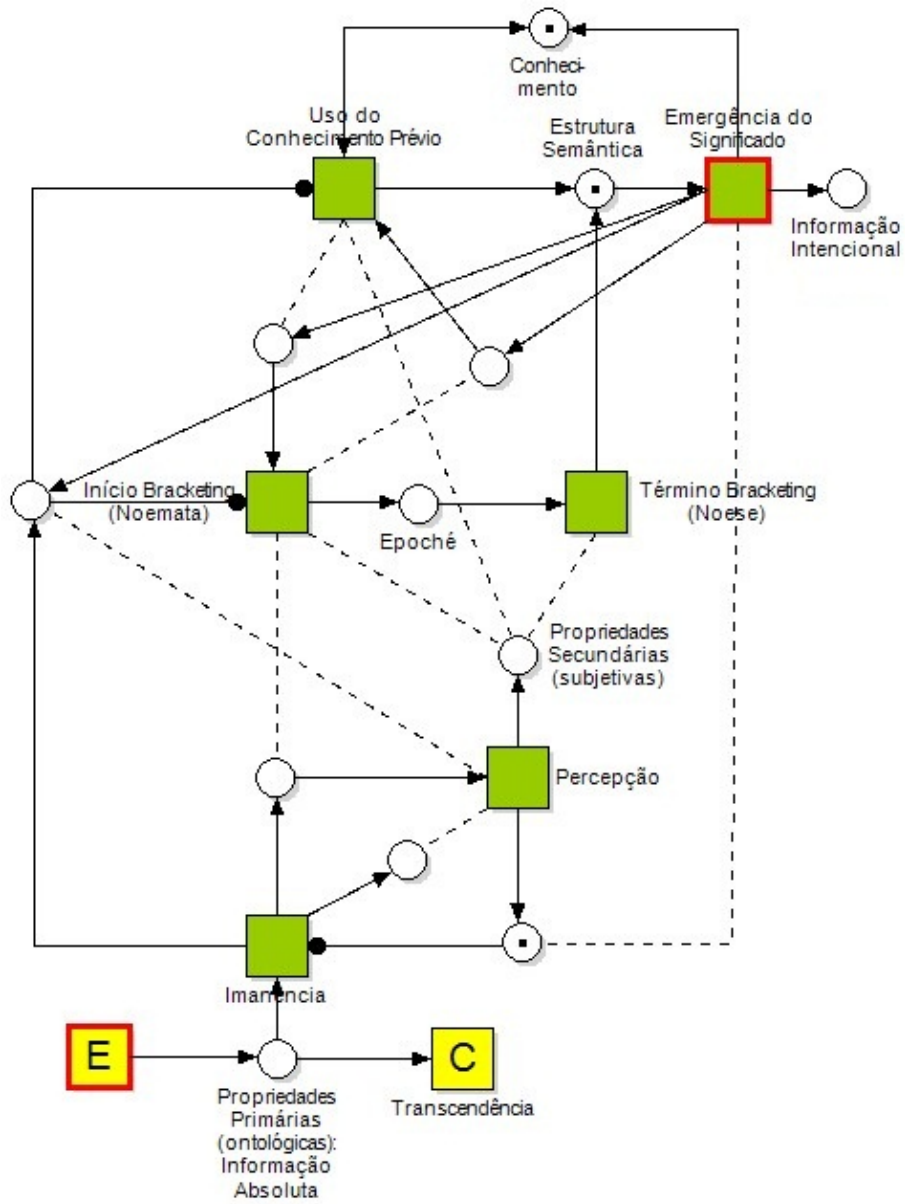 Conheci-
mento
Uso do
Conhecimento Prévio
Estrutura
Semântica
Emergência do
Significado
Informação
Intencional
Início Bracketing
(Noemata)
Epoché
Término Bracketing
(Noese)
Propriedades
Secundárias
(subjetivas)
Percepção
Imanência
E
C
Transcendência
Propriedades
Primárias
(ontológicas):
Informação
Absoluta